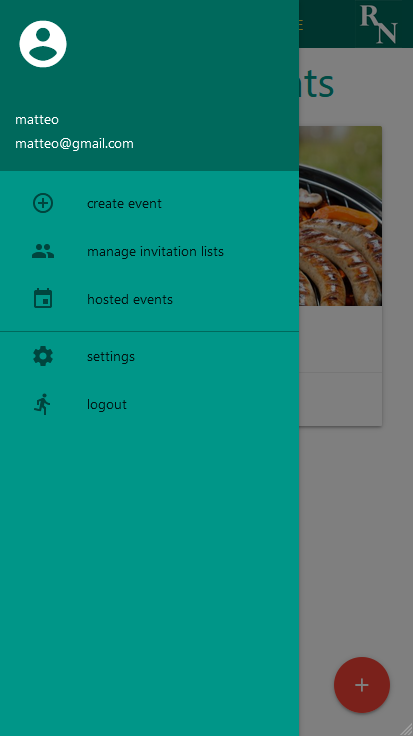 RN
nts
matteo
matteo@gmail.com
create event
manage invitation lists
hosted events
settings
logout